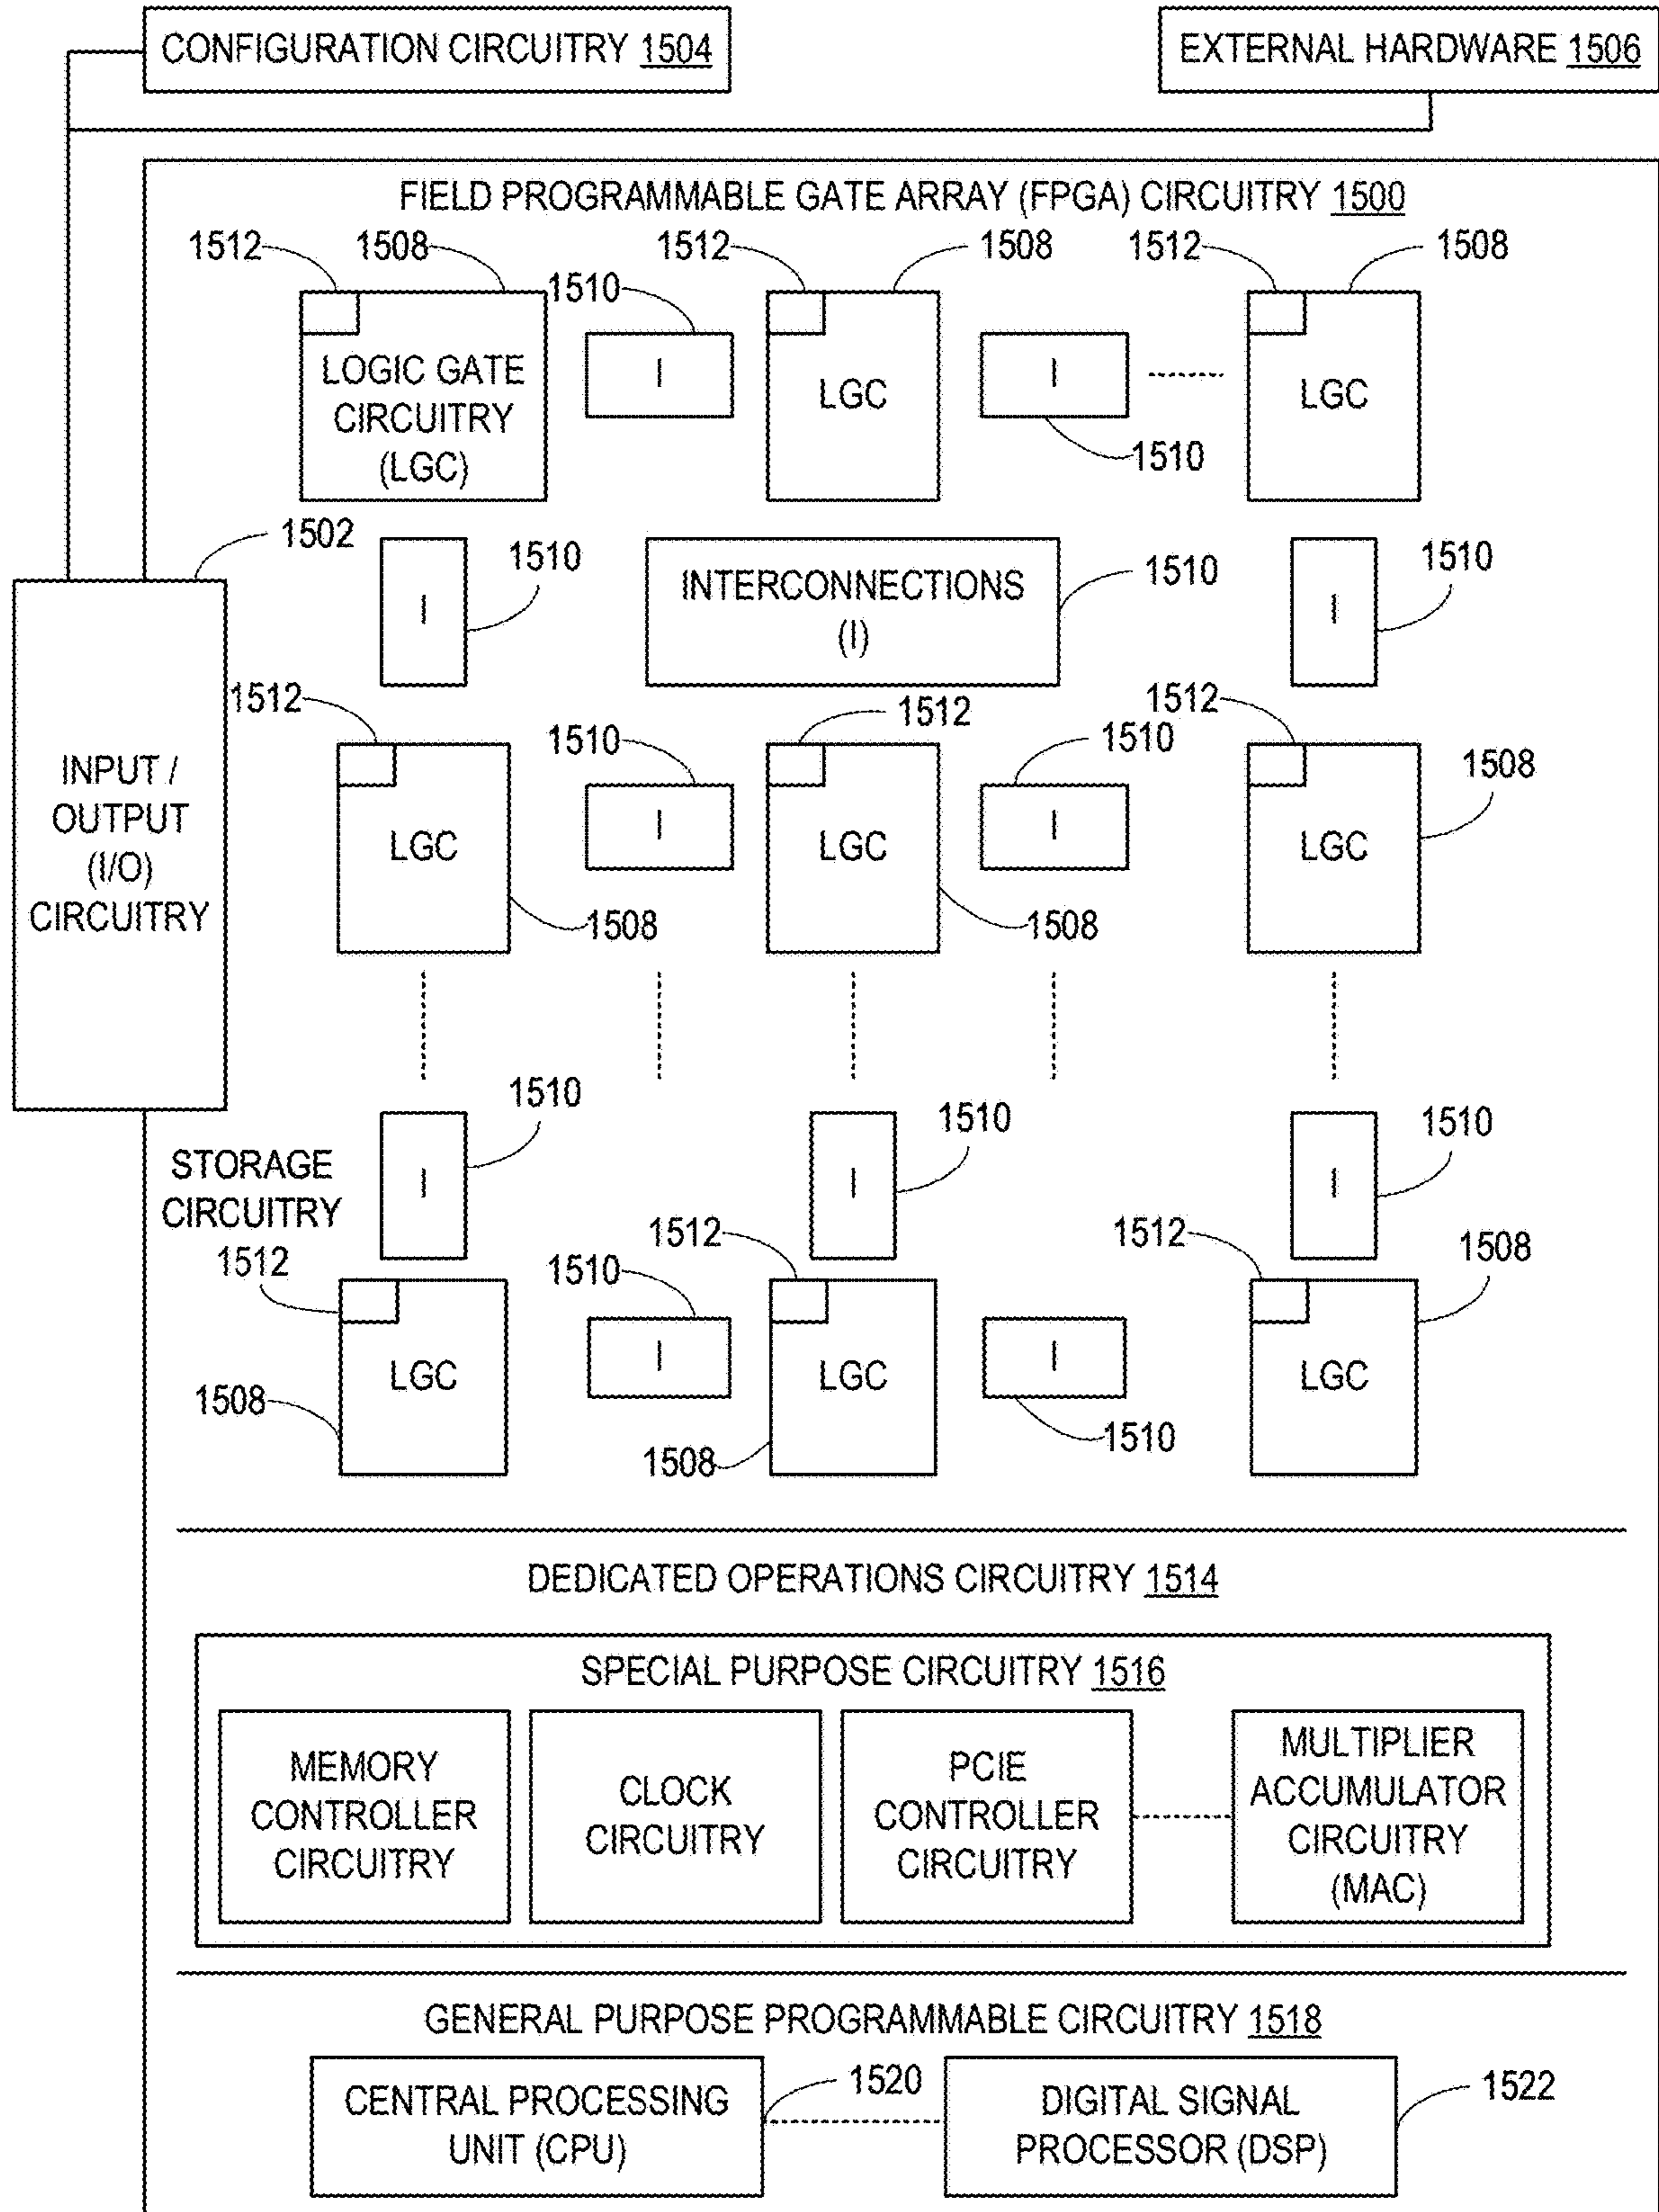 CONFIGURATION CIRCUITRY 1504
EXTERNAL HARDWARE 1506
FIELD PROGRAMMABLE GATE ARRAY (FPGA) CIRCUITRY 1500
1512
1508
1510
1512
1508
1512
1508
LOGIC GATE
CIRCUITRY
(LGC)
I
LGC
I
LGC
1510
1502
1510
INTERCONNECTIONS
(I)
1510
1510
I
I
INPUT /
OUTPUT
(I/O)
CIRCUITRY
1512
1510
1512
1510
1512
1508
LGC
I
LGC
I
LGC
1508
1508
1510
1510
1510
STORAGE
CIRCUITRY
1512
I
I
I
1510
1512
1512
1508
LGC
I
LGC
I
LGC
1508
1508
1510
DEDICATED OPERATIONS CIRCUITRY 1514
SPECIAL PURPOSE CIRCUITRY 1516
MEMORY
CONTROLLER
CIRCUITRY
CLOCK
CIRCUITRY
PCIE
CONTROLLER
CIRCUITRY
MULTIPLIER
ACCUMULATOR
CIRCUITRY
(MAC)
GENERAL PURPOSE PROGRAMMABLE CIRCUITRY 1518
CENTRAL PROCESSING
UNIT (CPU)
1520
DIGITAL SIGNAL
PROCESSOR (DSP)
1522